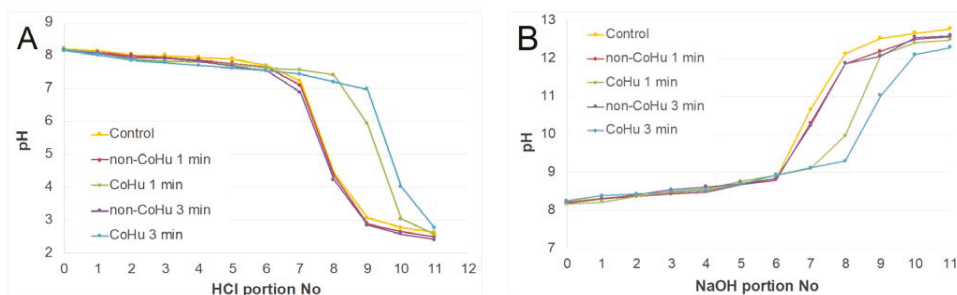 A
9
8
7
6
5
4
3
2
pH
Control
non-CoHu 1 min
CoHu 1 min
non-CoHu 3 min
CoHu 3 min
0 1 2 3 4 5 6 7 8 9 10 11 12
HCl portion No
B
13
12
11
10
9
8
7
pH
Control
non-CoHu 1 min
CoHu 1 min
non-CoHu 3 min
CoHu 3 min
0 1 2 3 4 5 6 7 8 9 10 11
NaOH portion No